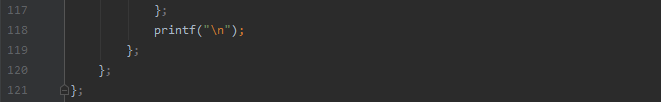 117 };
118 printf("\n");
119 };
120 };
121 };